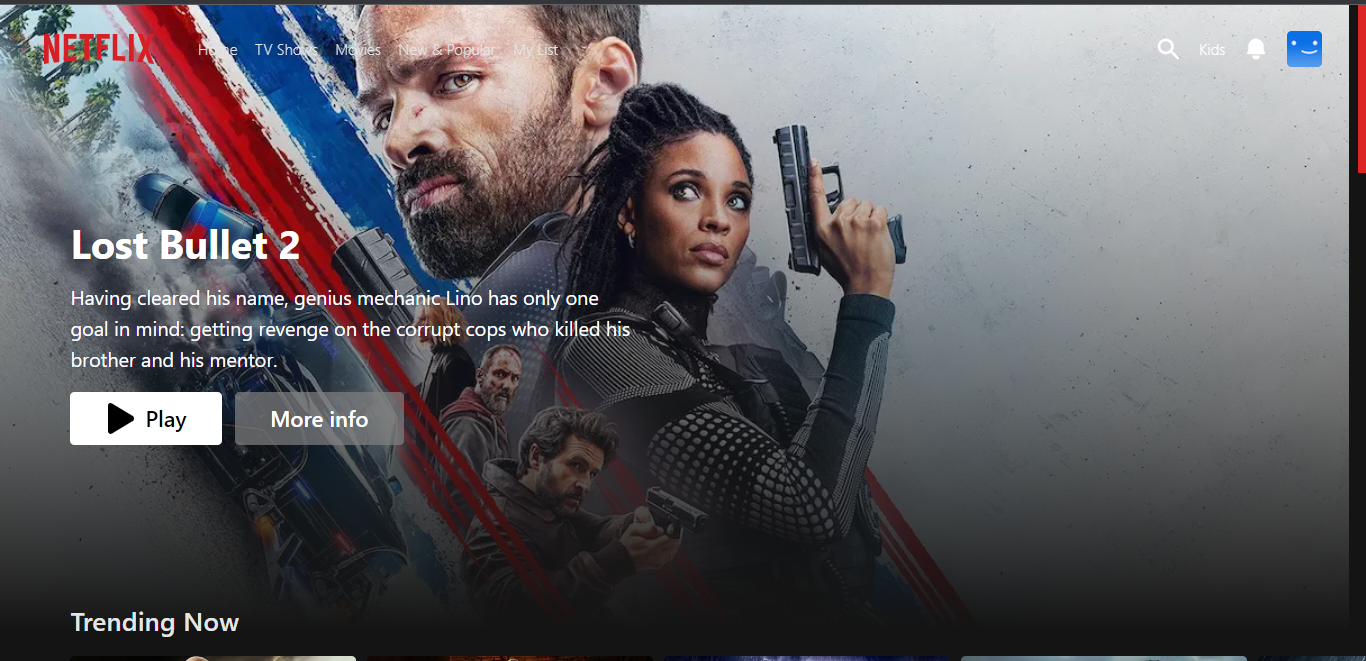 NETFLIX Home TV Shows Movies New & Popular My List Kids
Lost Bullet 2
Having cleared his name, genius mechanic Lino has only one
goal in mind: getting revenge on the corrupt cops who killed his
brother and his mentor.
Play More info
Trending Now